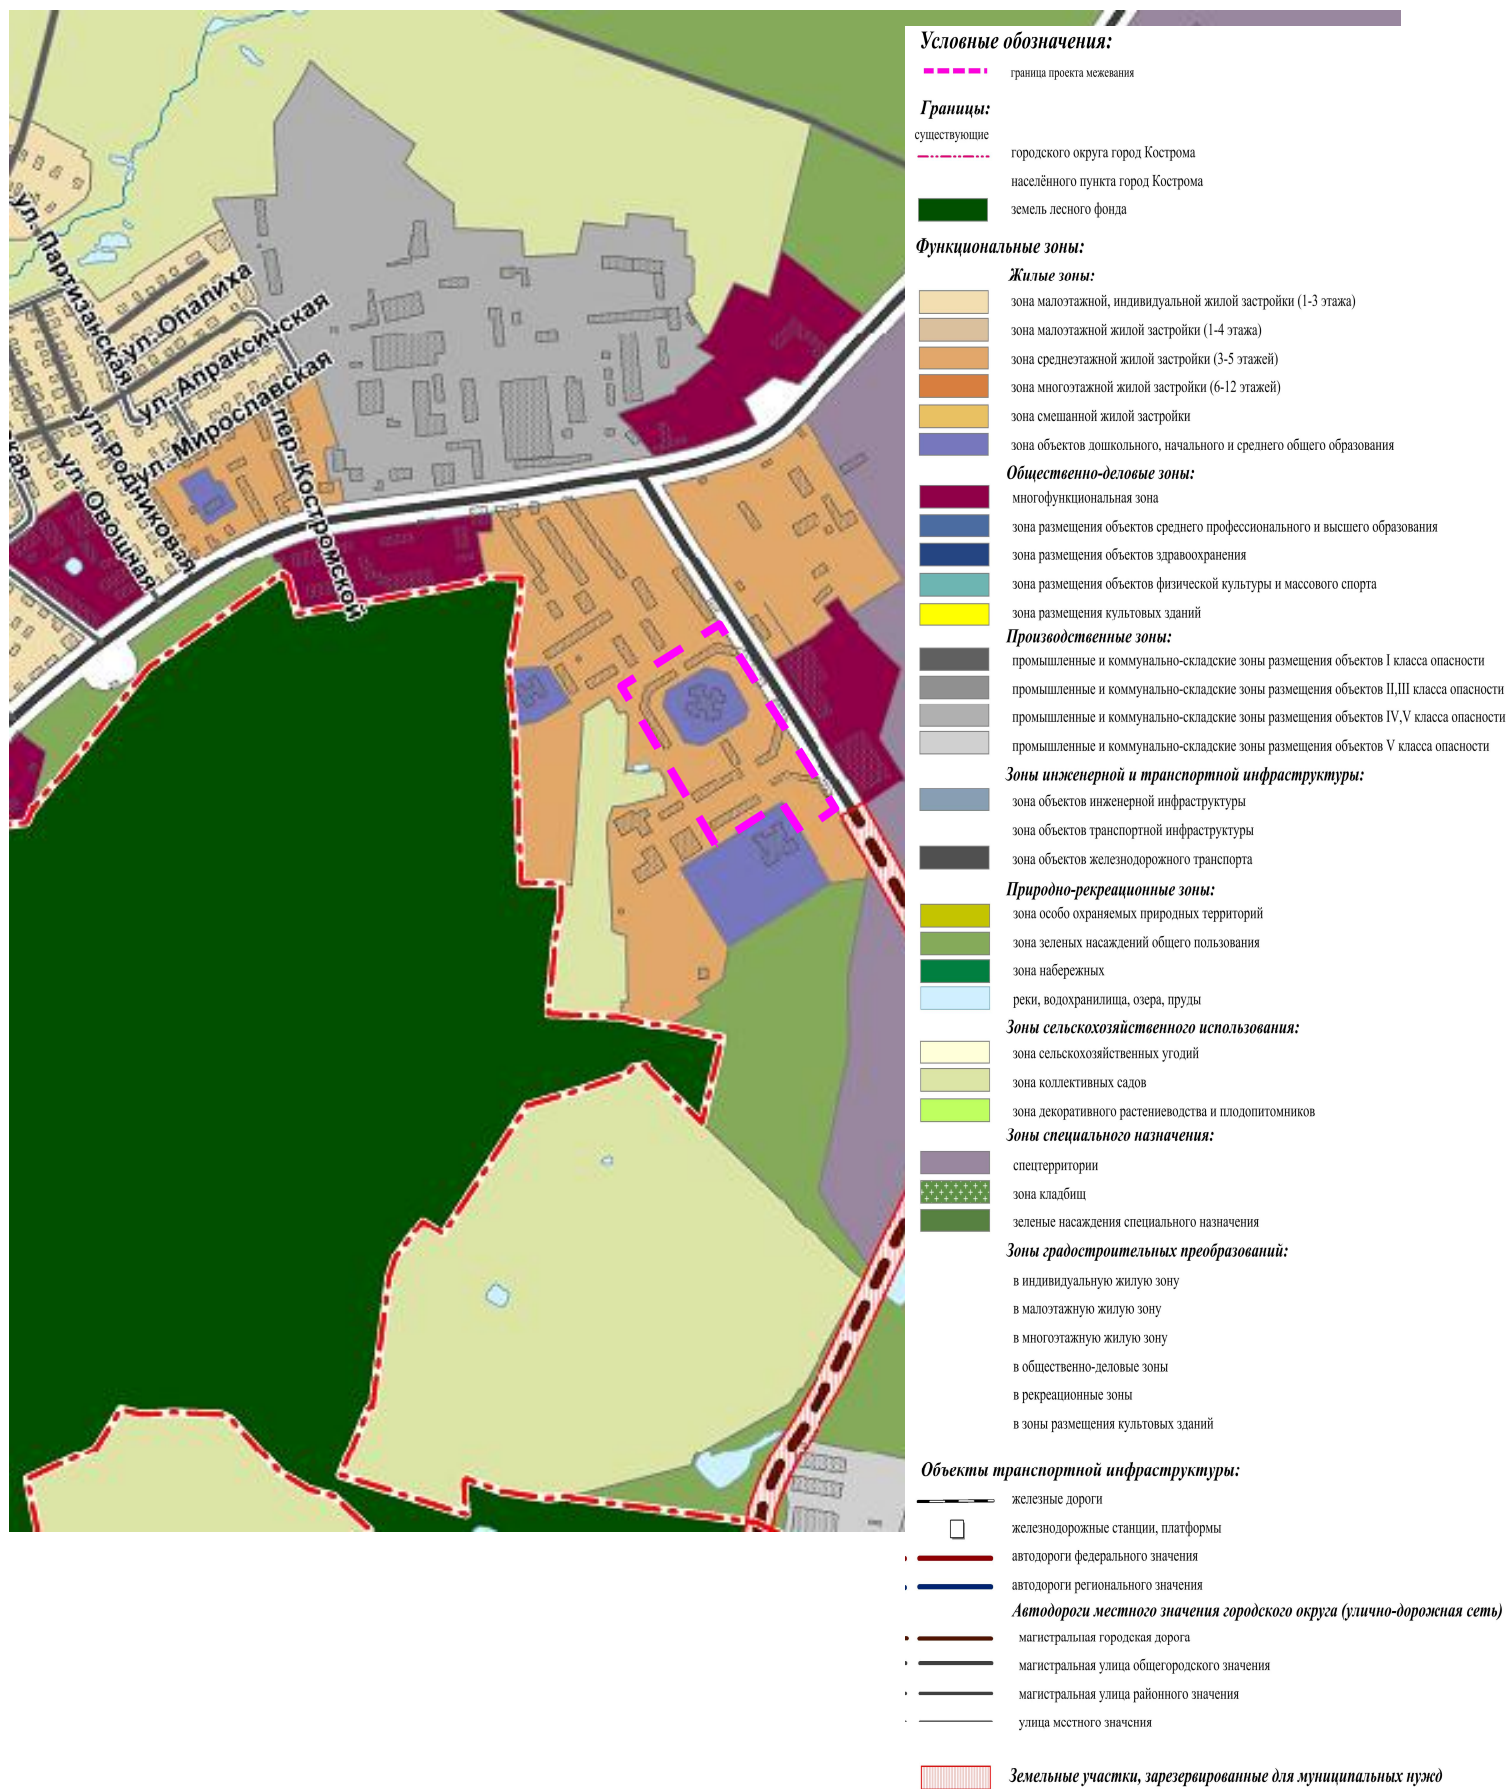 ул. Партизанская
ул.Опалиха
ул. Апраксинская
ул. Мирославская
пер. Костромской
ул. Родниковая
ул. Овощная
ская
Условные обозначения:
граница проекта межевания
Границы:
существующие
городского округа город Кострома
населённого пункта город Кострома
земель лесного фонда
Функциональные зоны:
Жилые зоны:
зона малоэтажной, индивидуальной жилой застройки (1-3 этажа)
зона малоэтажной жилой застройки (1-4 этажа)
зона среднеэтажной жилой застройки (3-5 этажей)
зона многоэтажной жилой застройки (6-12 этажей)
зона смешанной жилой застройки
зона объектов дошкольного, начального и среднего общего образования
Общественно-деловые зоны:
многофункциональная зона
зона размещения объектов среднего профессионального и высшего образования
зона размещения объектов здравоохранения
зона размещения объектов физической культуры и массового спорта
зона размещения культовых зданий
Производственные зоны:
промышленные и коммунально-складские зоны размещения объектов I класса опасности
промышленные и коммунально-складские зоны размещения объектов II,III класса опасности
промышленные и коммунально-складские зоны размещения объектов IV,V класса опасности
промышленные и коммунально-складские зоны размещения объектов V класса опасности
Зоны инженерной и транспортной инфраструктуры:
зона объектов инженерной инфраструктуры
зона объектов транспортной инфраструктуры
зона объектов железнодорожного транспорта
Природно-рекреационные зоны:
зона особо охраняемых природных территорий
зона зеленых насаждений общего пользования
зона набережных
реки, водохранилища, озера, пруды
Зоны сельскохозяйственного использования:
зона сельскохозяйственных угодий
зона коллективных садов
зона декоративного растениеводства и плодопитомников
Зоны специального назначения:
спецтерритории
зона кладбищ
зеленые насаждения специального назначения
Зоны градостроительных преобразований:
в индивидуальную жилую зону
в малоэтажную жилую зону
в многоэтажную жилую зону
в общественно-деловые зоны
в рекреационные зоны
в зоны размещения культовых зданий
Объекты транспортной инфраструктуры:
железные дороги
железнодорожные станции, платформы
автодороги федерального значения
автодороги регионального значения
Автодороги местного значения городского округа (улично-дорожная сеть)
магистральная городская дорога
магистральная улица общегородского значения
магистральная улица районного значения
улица местного значения
Земельные участки, зарезервированные для муниципальных нужд